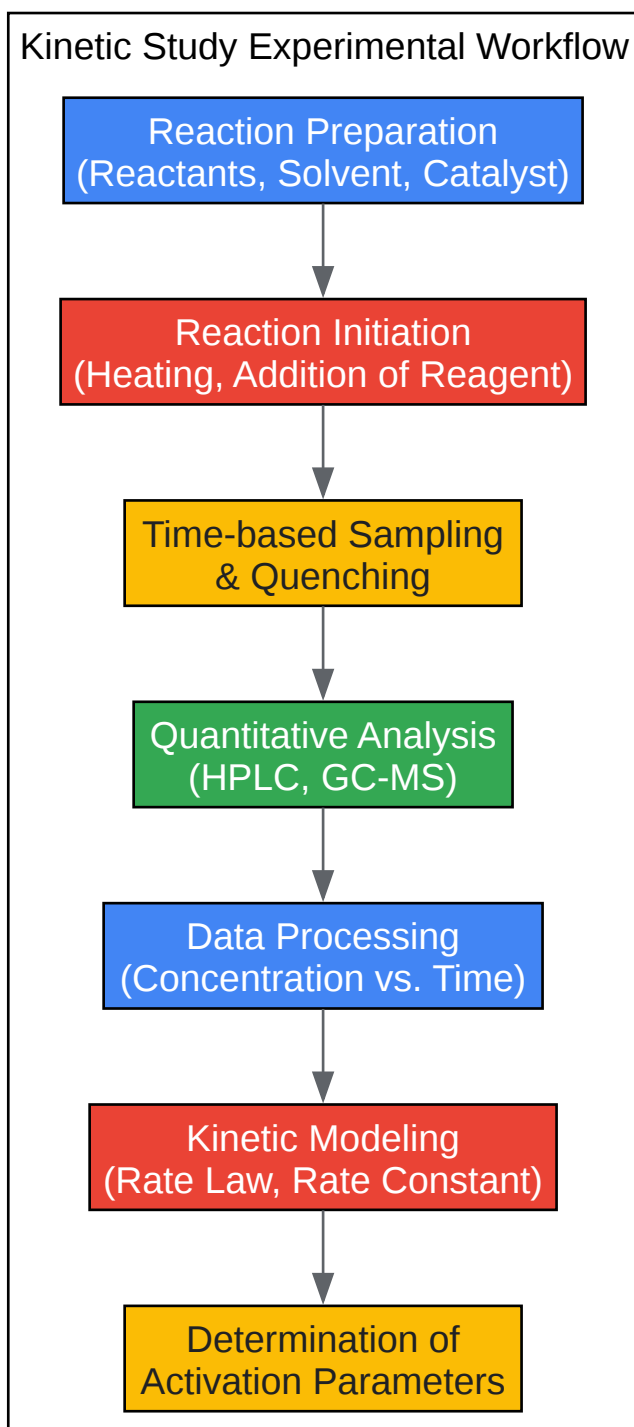 Kinetic Study Experimental Workflow
Reaction Preparation
(Reactants, Solvent, Catalyst)
Reaction Initiation
(Heating, Addition of Reagent)
Time-based Sampling
& Quenching
Quantitative Analysis
(HPLC, GC-MS)
Data Processing
(Concentration vs. Time)
Kinetic Modeling
(Rate Law, Rate Constant)
Determination of
Activation Parameters